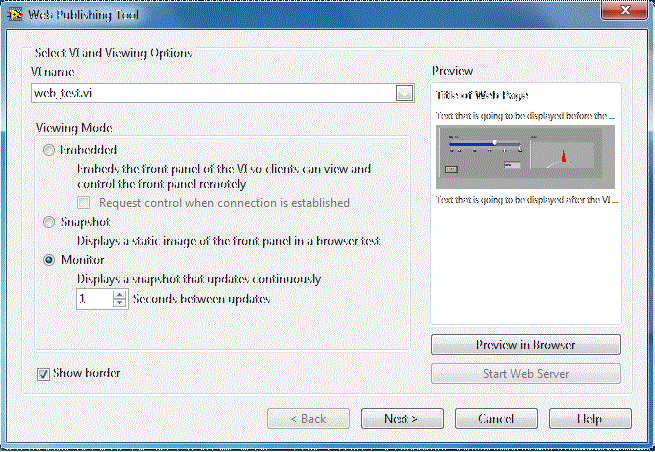 Web Publishing Tool
Select VI and Viewing Options
VI name
web_test.vi
Viewing Mode
Embedded
Embeds the front panel of the VI so clients can view and
control the front panel remotely
Request control when connection is established
Snapshot
Displays a static image of the front panel in a browser test
Monitor
Displays a snapshot that updates continuously
1 Seconds between updates
Show border
Preview
Title of Web Page
Text that is going to be displayed before the ...
Text that is going to be displayed after the VI ...
Preview in Browser
Start Web Server
< Back
Next >
Cancel
Help